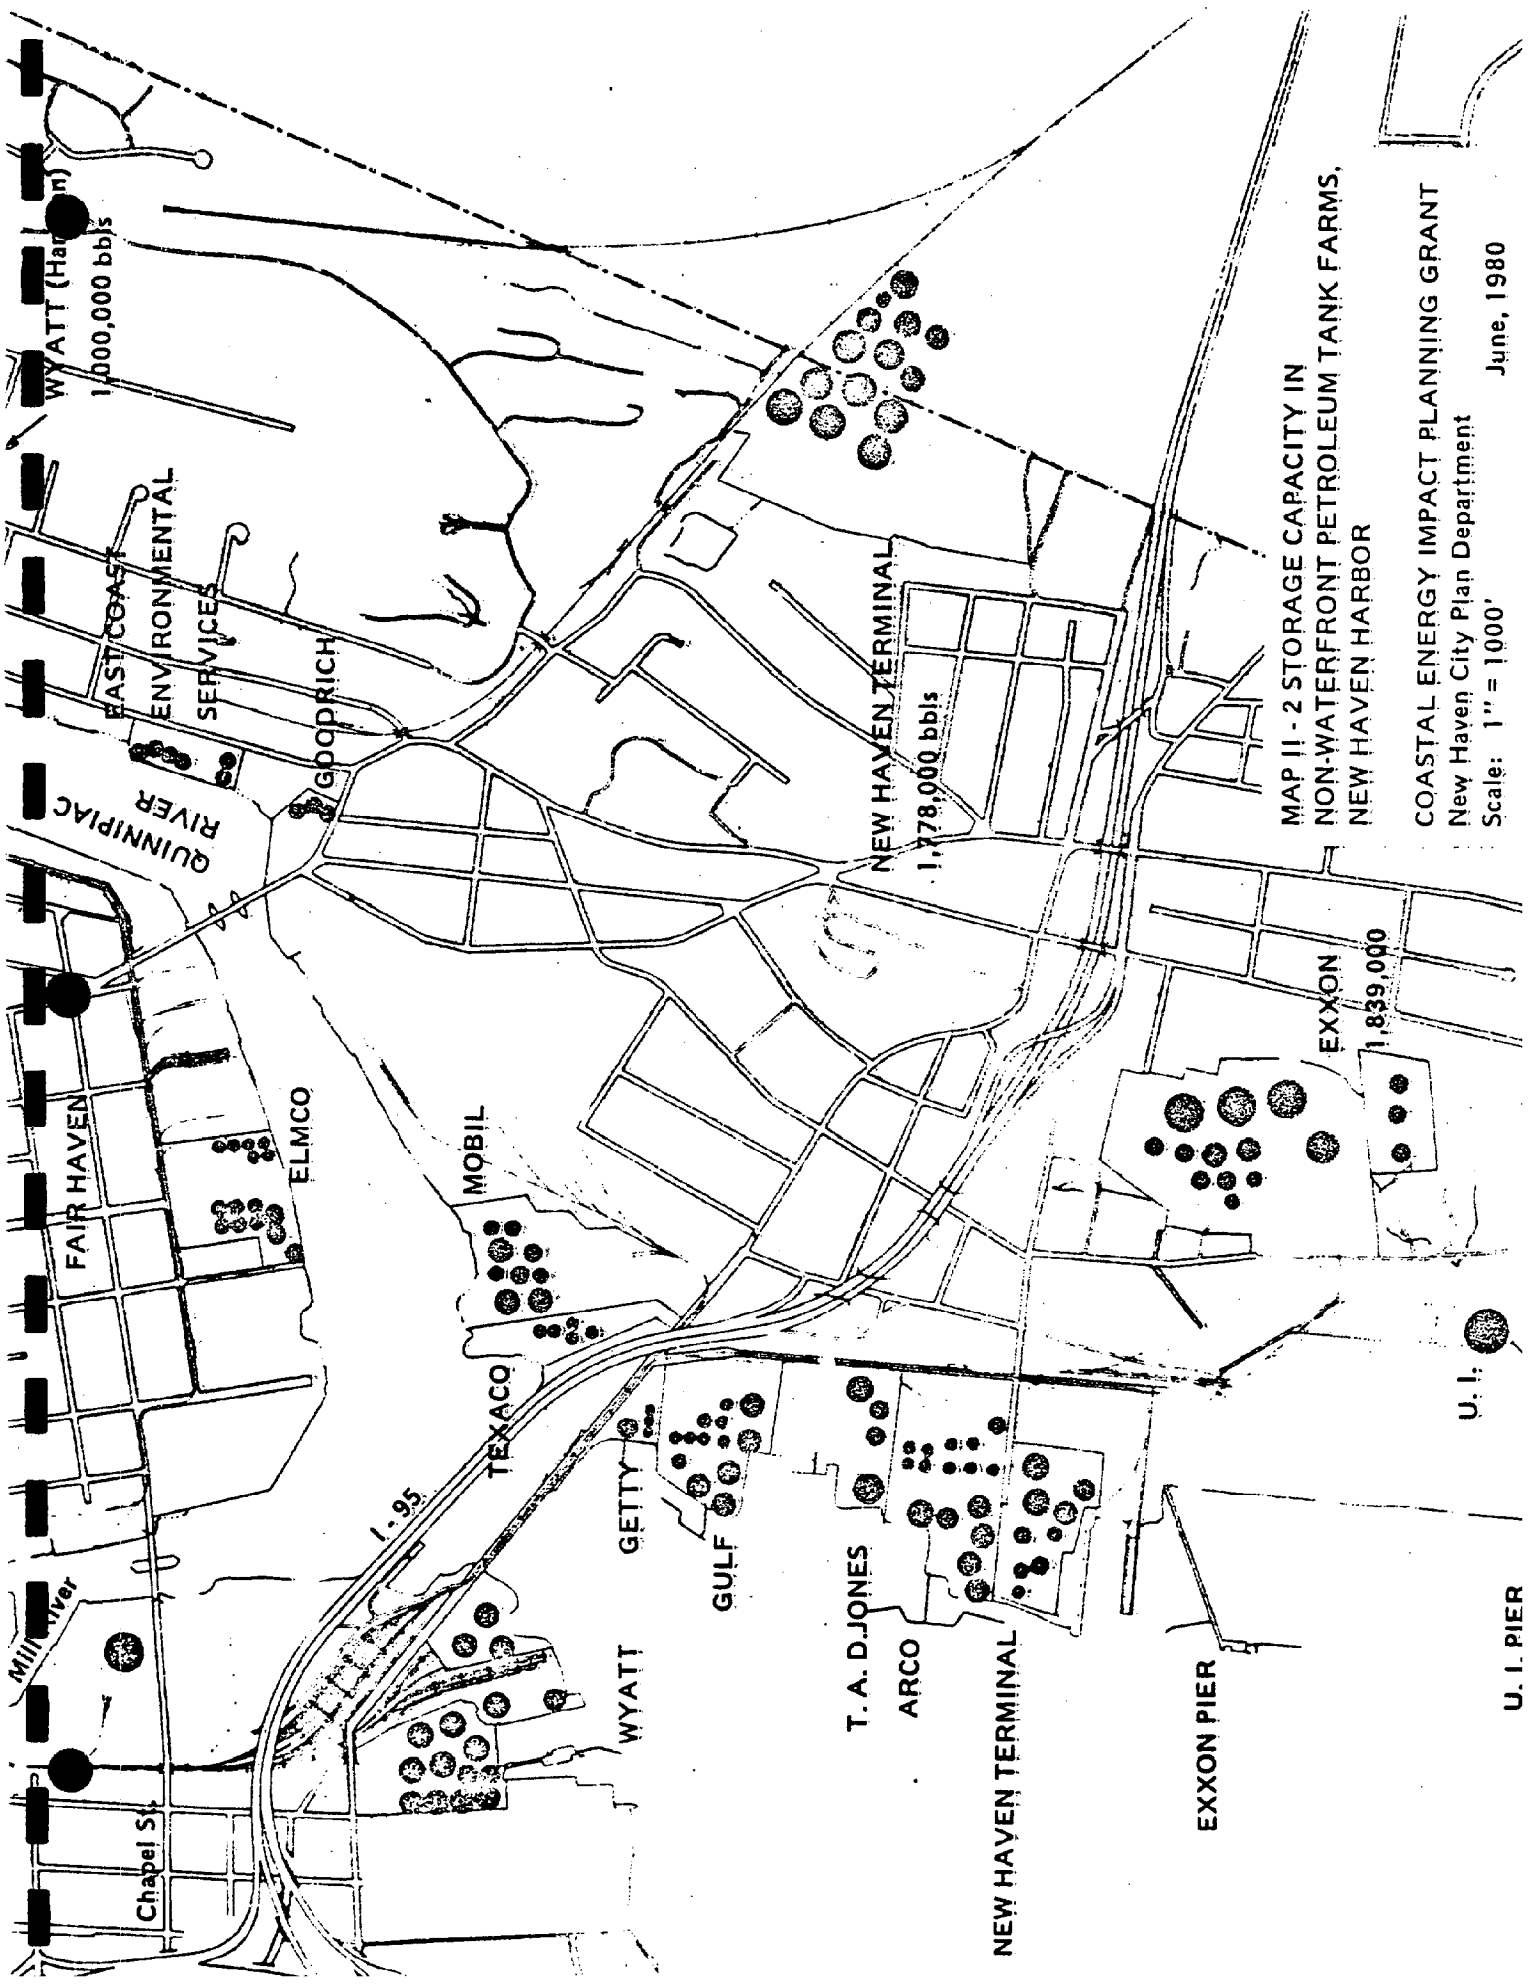 Mill River
Chapel St.
I-95
FAIR HAVEN
QUINNIPIAC
RIVER
EAST COAST
ENVIRONMENTAL
SERVICES
GOODRICH
WYATT
1,000,000 bbls
ELMCO
MOBIL
TEXACO
GETTY
GULF
WYATT
T. A. D. JONES
ARCO
NEW HAVEN TERMINAL
NEW HAVEN TERMINAL
1,778,000 bbls
EXXON
1,839,000
EXXON PIER
U. I.
U. I. PIER
MAP II - 2 STORAGE CAPACITY IN
NON-WATERFRONT PETROLEUM TANK FARMS,
NEW HAVEN HARBOR
COASTAL ENERGY IMPACT PLANNING GRANT
New Haven City Plan Department
Scale: 1" = 1000' June, 1980